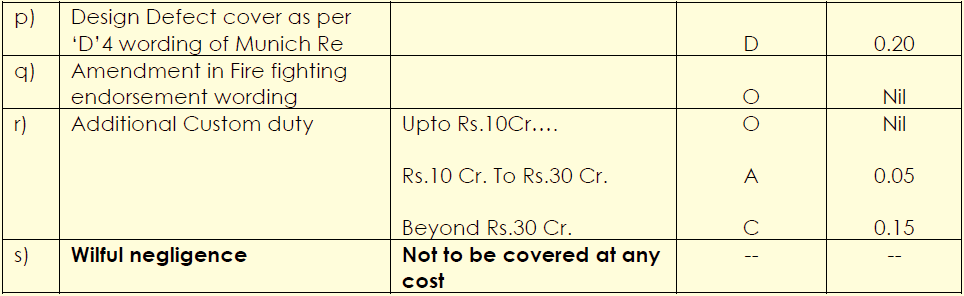 p) Design Defect cover as per
‘D’4 wording of Munich Re D 0.20
q) Amendment in Fire fighting
endorsement wording O Nil
r) Additional Custom duty Upto Rs.10Cr.... O Nil
Rs.10 Cr. To Rs.30 Cr. A 0.05
Beyond Rs.30 Cr. C 0.15
s) Wilful negligence Not to be covered at any -- --
cost